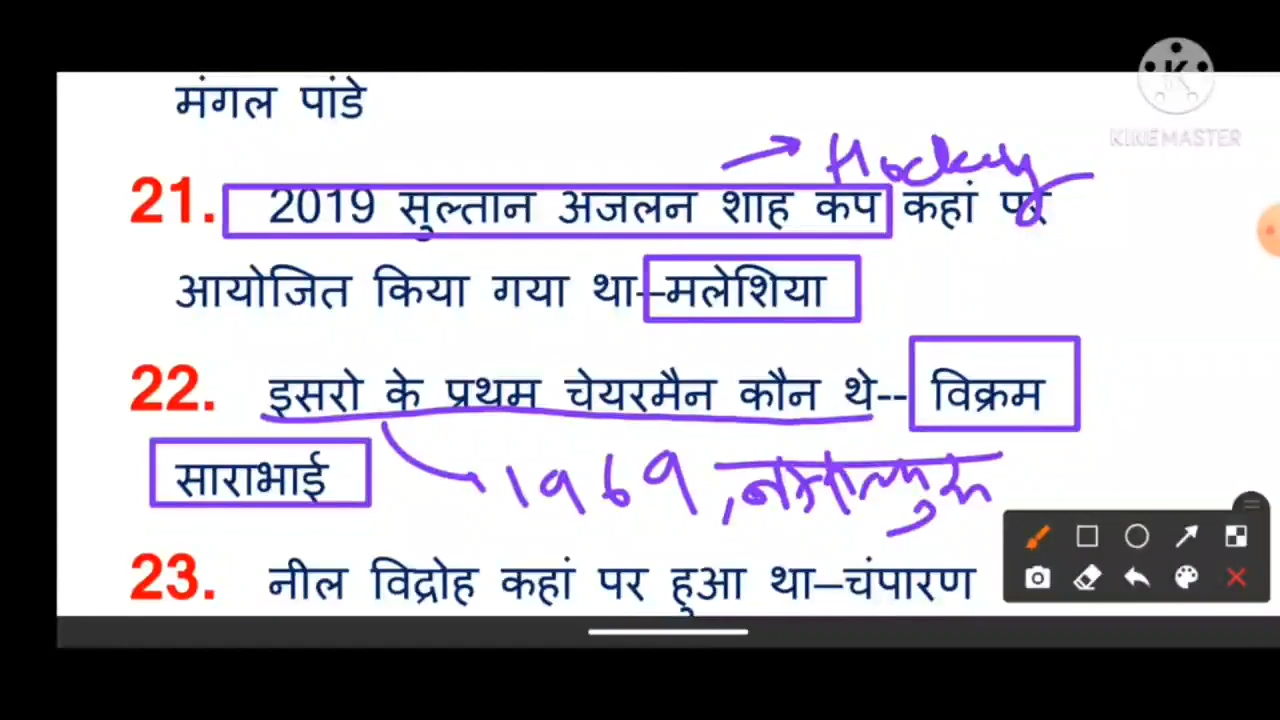 KINEMASTER
मंगल पांडे
→ Hockey
21. 2019 सुल्तान अजलन शाह कप कहां पर
आयोजित किया गया था--मलेशिया
22. इसरो के प्रथम चेयरमैन कौन थे-- विक्रम
साराभाई
1969,
23. नील विद्रोह कहां पर हुआ था–चंपारण